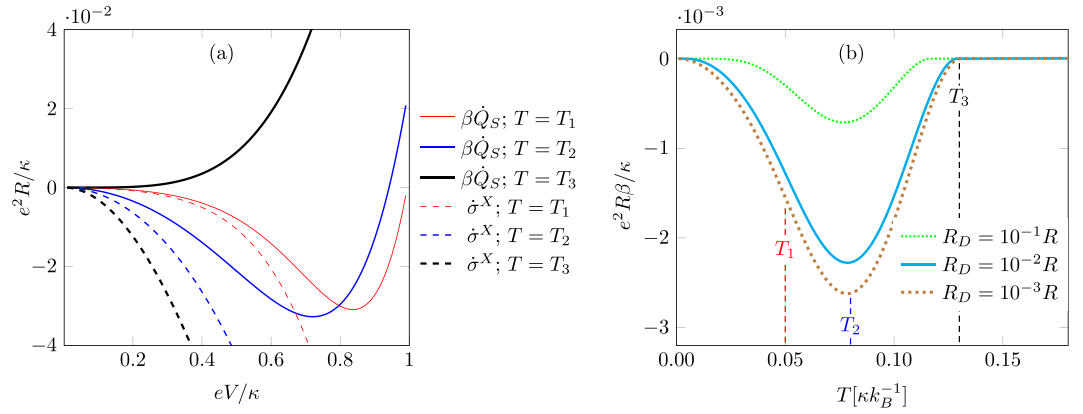 ·10⁻²
4
2
0
−2
−4
0.2
0.4
0.6
0.8
1
(a)
e²R/κ
eV/κ
βQ̇_S; T = T₁
βQ̇_S; T = T₂
βQ̇_S; T = T₃
σ̇^X; T = T₁
σ̇^X; T = T₂
σ̇^X; T = T₃
·10⁻³
0
−1
−2
−3
0.00
0.05
0.10
0.15
(b)
T₃
T₁
T₂
e²Rβ/κ
T[κk_B⁻¹]
R_D = 10⁻¹R
R_D = 10⁻²R
R_D = 10⁻³R